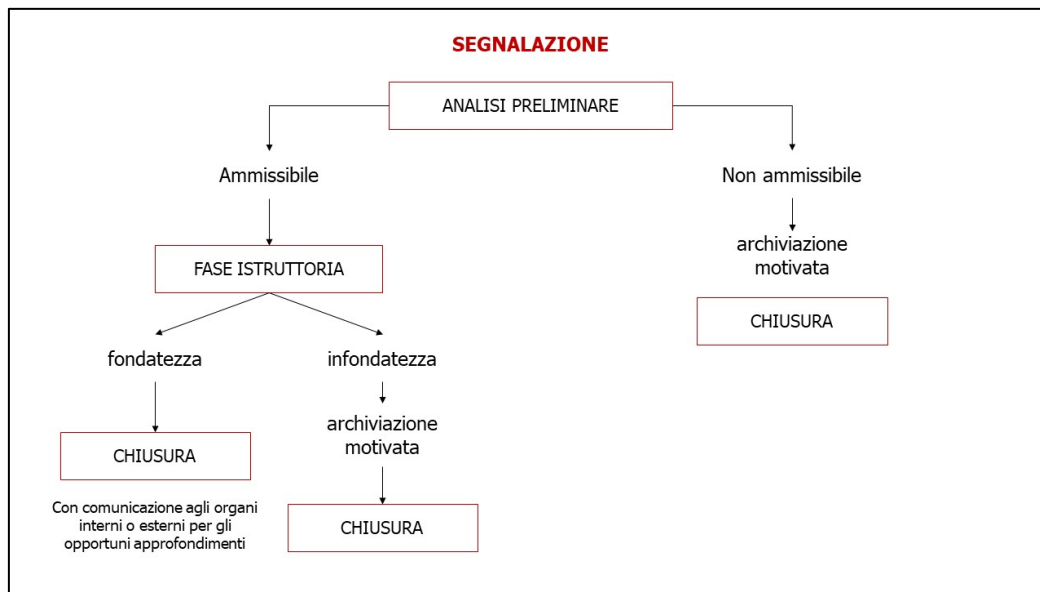 SEGNALAZIONE
ANALISI PRELIMINARE
Ammissibile
Non ammissibile
FASE ISTRUTTORIA
archiviazione
motivata
CHIUSURA
fondatezza
infondatezza
CHIUSURA
archiviazione
motivata
Con comunicazione agli organi
interni o esterni per gli
opportuni approfondimenti
CHIUSURA